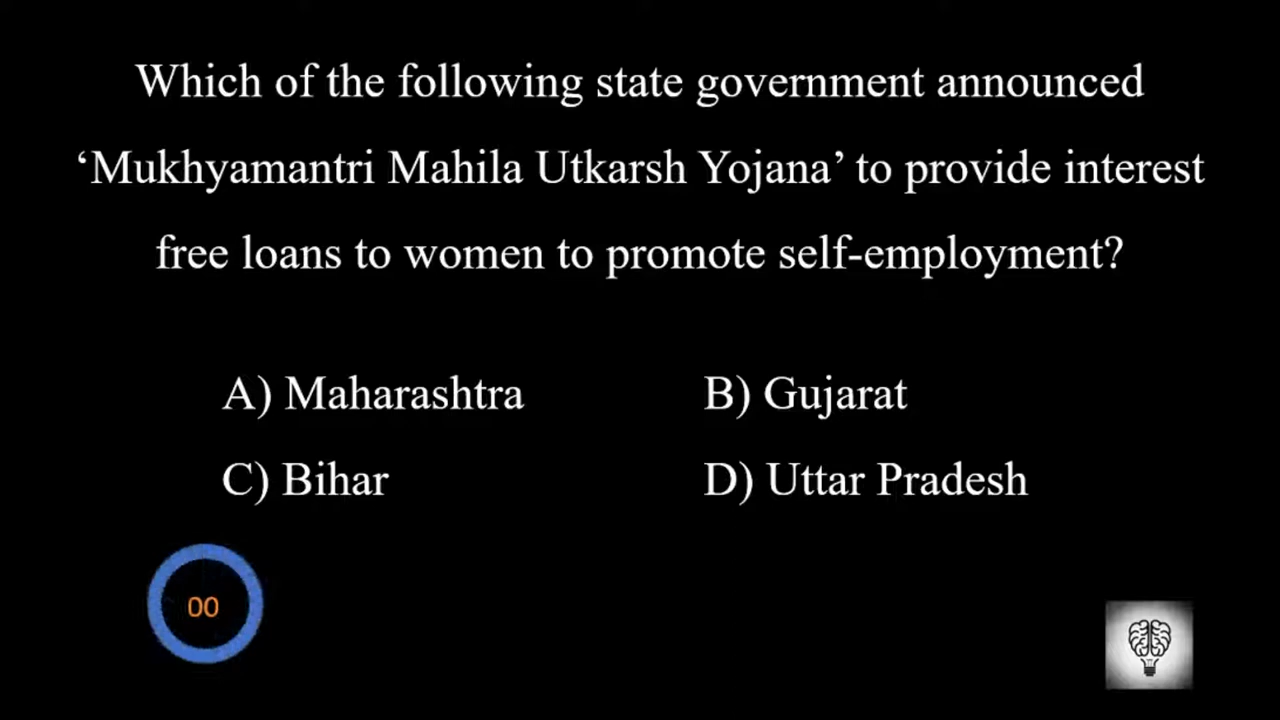 Which of the following state government announced
‘Mukhyamantri Mahila Utkarsh Yojana’ to provide interest
free loans to women to promote self-employment?
A) Maharashtra B) Gujarat
C) Bihar D) Uttar Pradesh
00